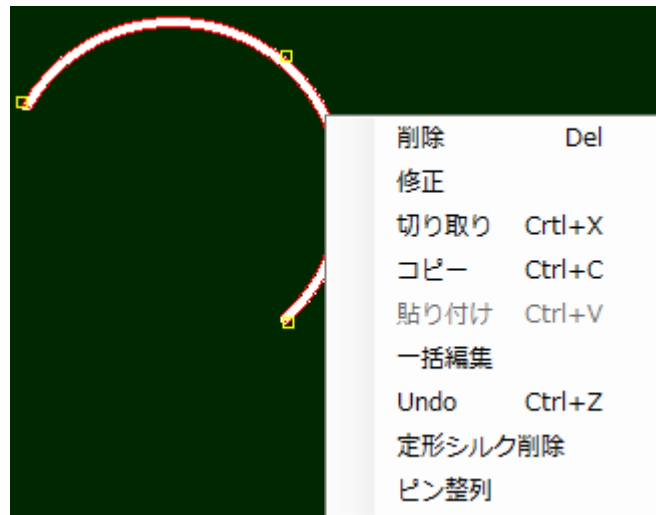 削除 Del
修正
切り取り Crtl+X
コピー Ctrl+C
貼り付け Ctrl+V
一括編集
Undo Ctrl+Z
定形シルク削除
ピン整列